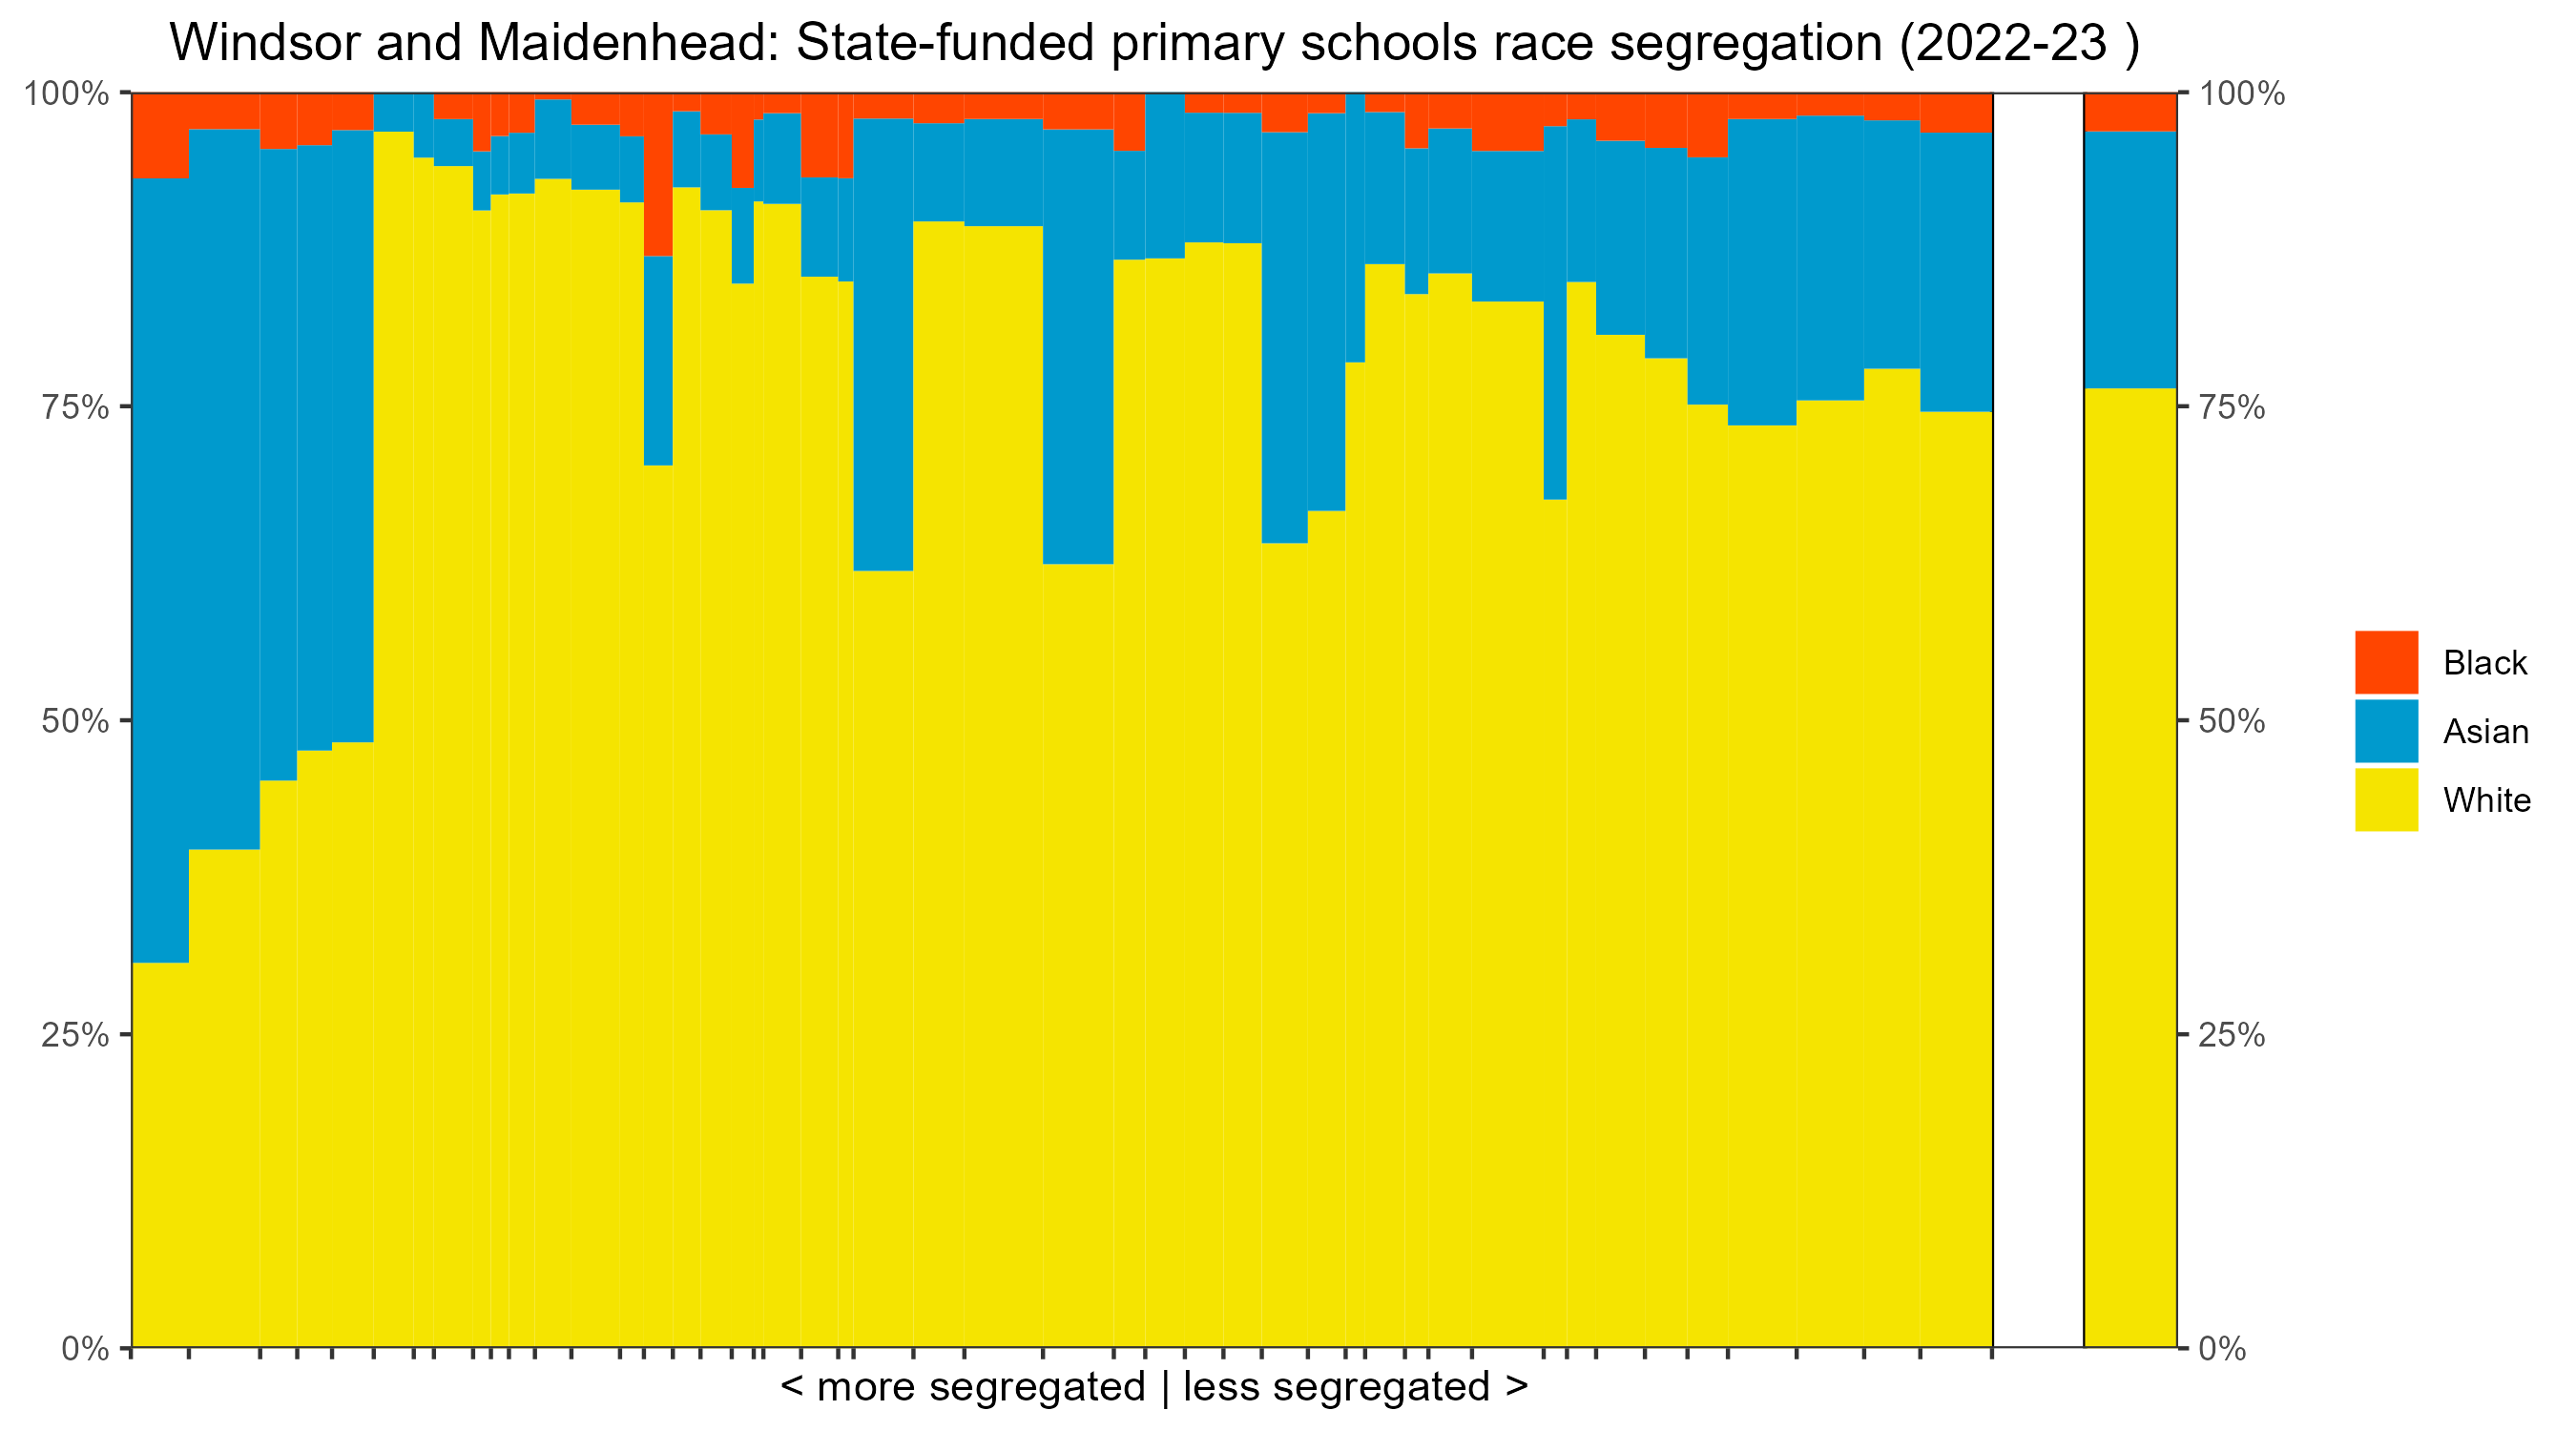 Windsor and Maidenhead: State-funded primary schools race segregation (2022-23 )
100%
75%
50%
25%
0%
100%
75%
50%
25%
0%
Black
Asian
White
< more segregated | less segregated >